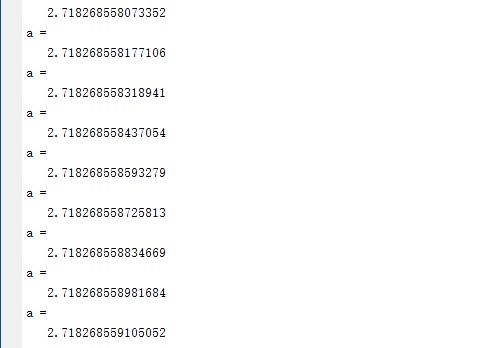 2.718268558073352
a =
2.718268558177106
a =
2.718268558318941
a =
2.718268558437054
a =
2.718268558593279
a =
2.718268558725813
a =
2.718268558834669
a =
2.718268558981684
a =
2.718268559105052